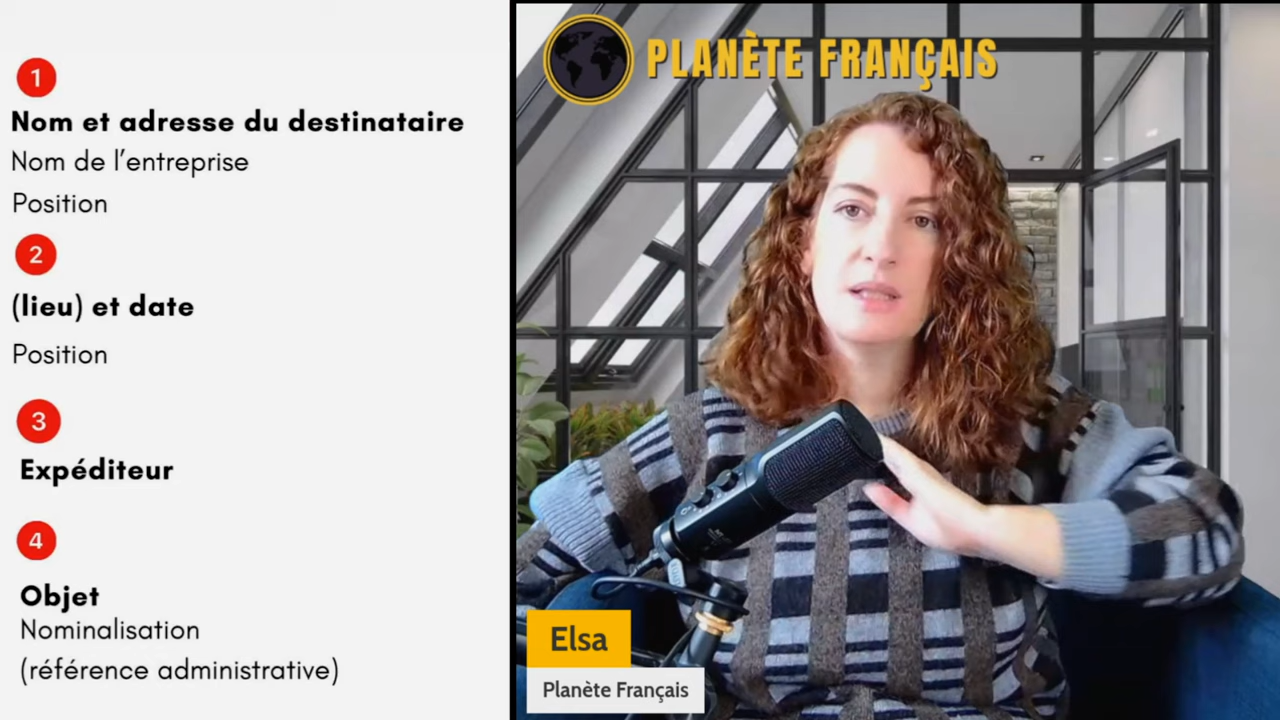 1
Nom et adresse du destinataire
Nom de l’entreprise
Position
2
(lieu) et date
Position
3
Expéditeur
4
Objet
Nominalisation
(référence administrative)
PLANÈTE FRANÇAIS
Elsa
Planète Français